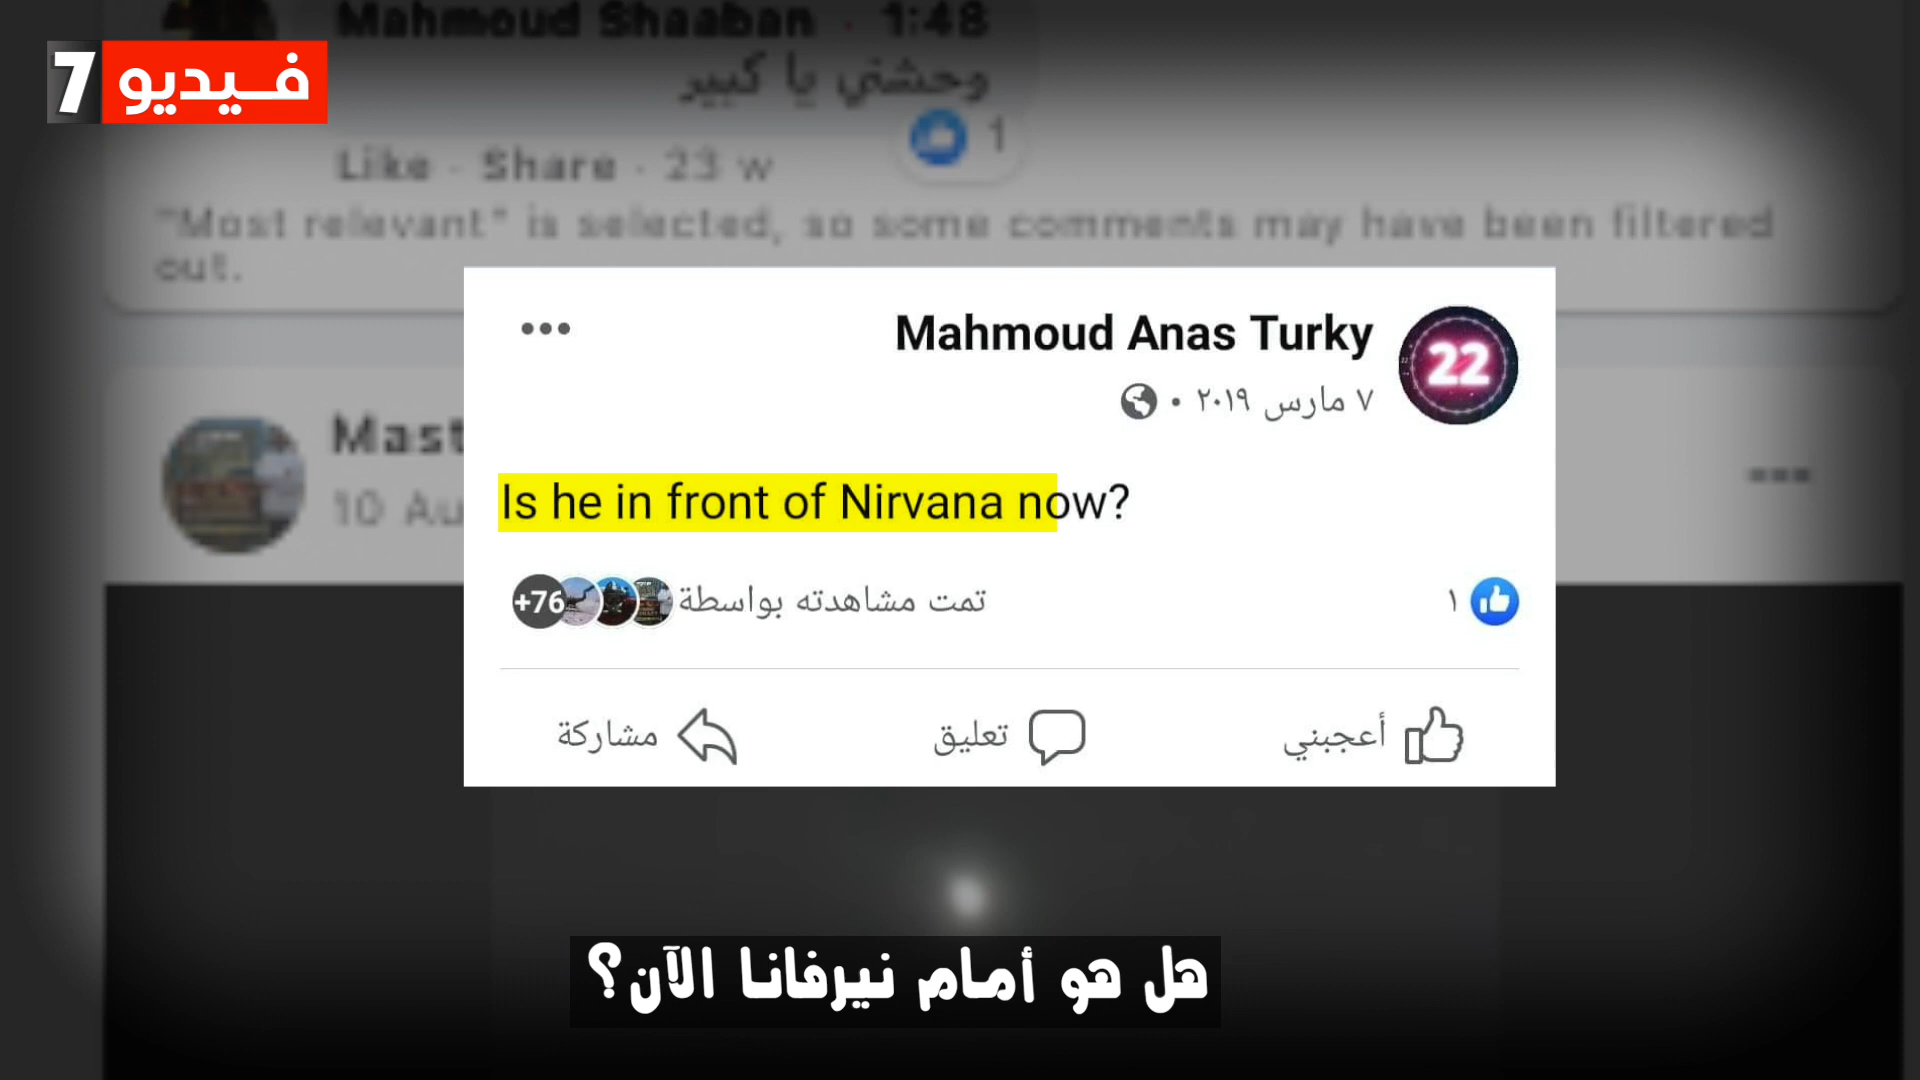 Mahmoud Shaaban · 1:48
وحشتي يا كبير
7 فيديو
1
Like · Share · 23 w
"Most relevant" is selected, so some comments may have been filtered
out.
Mahmoud Anas Turky
22
٧ مارس ٢٠١٩ •
Mast
10 Au
Is he in front of Nirvana now?
تمت مشاهدته بواسطة +76
١
أعجبني
تعليق
مشاركة
هل هو أمام نيرفانا الآن؟